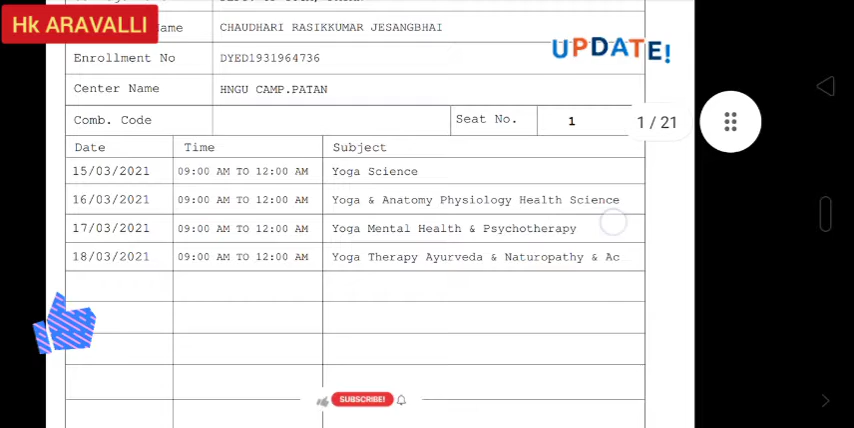 Hk ARAVALLI
CHAUDHARI RASIKKUMAR JESANGBHAI
UPDATE!
Enrollment No DYED1931964736
Center Name HNGU CAMP.PATAN
Comb. Code Seat No. 1
1 / 21
Date Time Subject
15/03/2021 09:00 AM TO 12:00 AM Yoga Science
16/03/2021 09:00 AM TO 12:00 AM Yoga & Anatomy Physiology Health Science
17/03/2021 09:00 AM TO 12:00 AM Yoga Mental Health & Psychotherapy
18/03/2021 09:00 AM TO 12:00 AM Yoga Therapy Ayurveda & Naturopathy & Ac
SUBSCRIBE!